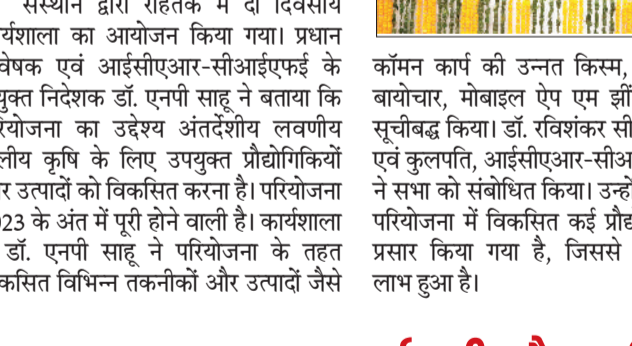 संस्थान द्वारा रोहतक में दो दिवसीय
र्यशाला का आयोजन किया गया। प्रधान
वेषक एवं आईसीएआर-सीआईएफई के
युक्त निदेशक डॉ. एनपी साहू ने बताया कि
रियोजना का उद्देश्य अंतर्देशीय लवणीय
लीय कृषि के लिए उपयुक्त प्रौद्योगिकियों
र उत्पादों को विकसित करना है। परियोजना
023 के अंत में पूरी होने वाली है। कार्यशाला
डॉ. एनपी साहू ने परियोजना के तहत
कसित विभिन्न तकनीकों और उत्पादों जैसे
कॉमन कार्प की उन्नत किस्म,
बायोचार, मोबाइल ऐप एम झीं
सूचीबद्ध किया। डॉ. रविशंकर सी
एवं कुलपति, आईसीएआर-सीअ
ने सभा को संबोधित किया। उन्हो
परियोजना में विकसित कई प्रौद्य
प्रसार किया गया है, जिससे
लाभ हुआ है।